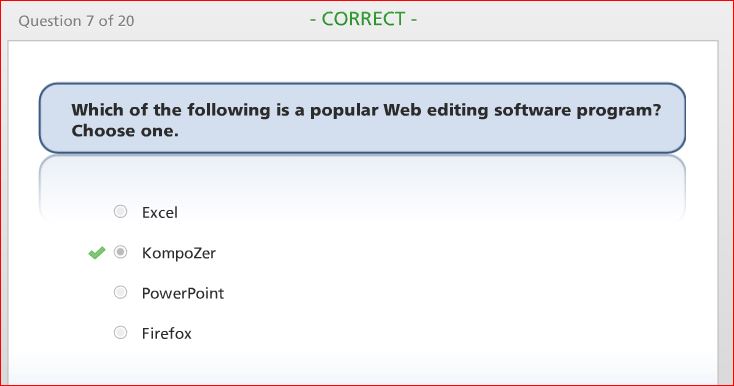 Question 7 of 20
- CORRECT -
Which of the following is a popular Web editing software program?
Choose one.
Excel
KompoZer
PowerPoint
Firefox